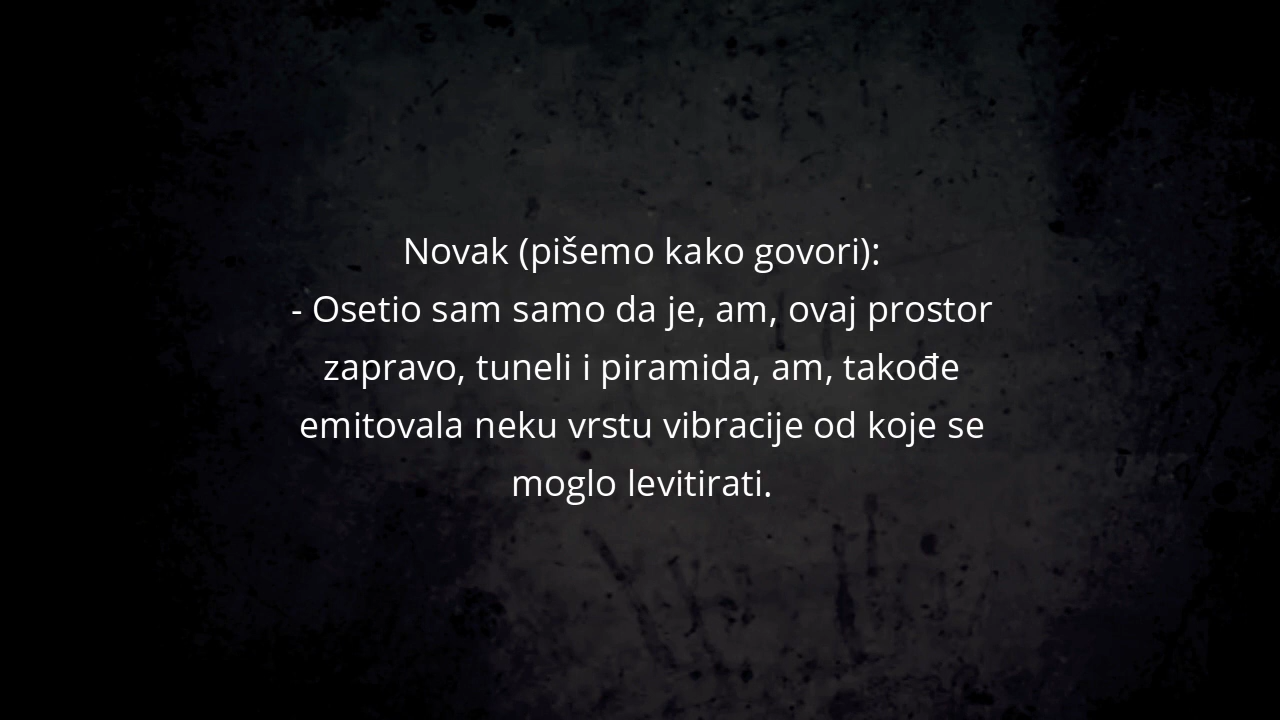 Novak (pišemo kako govori):
- Osetio sam samo da je, am, ovaj prostor
zapravo, tuneli i piramida, am, takođe
emitovala neku vrstu vibracije od koje se
moglo levitirati.